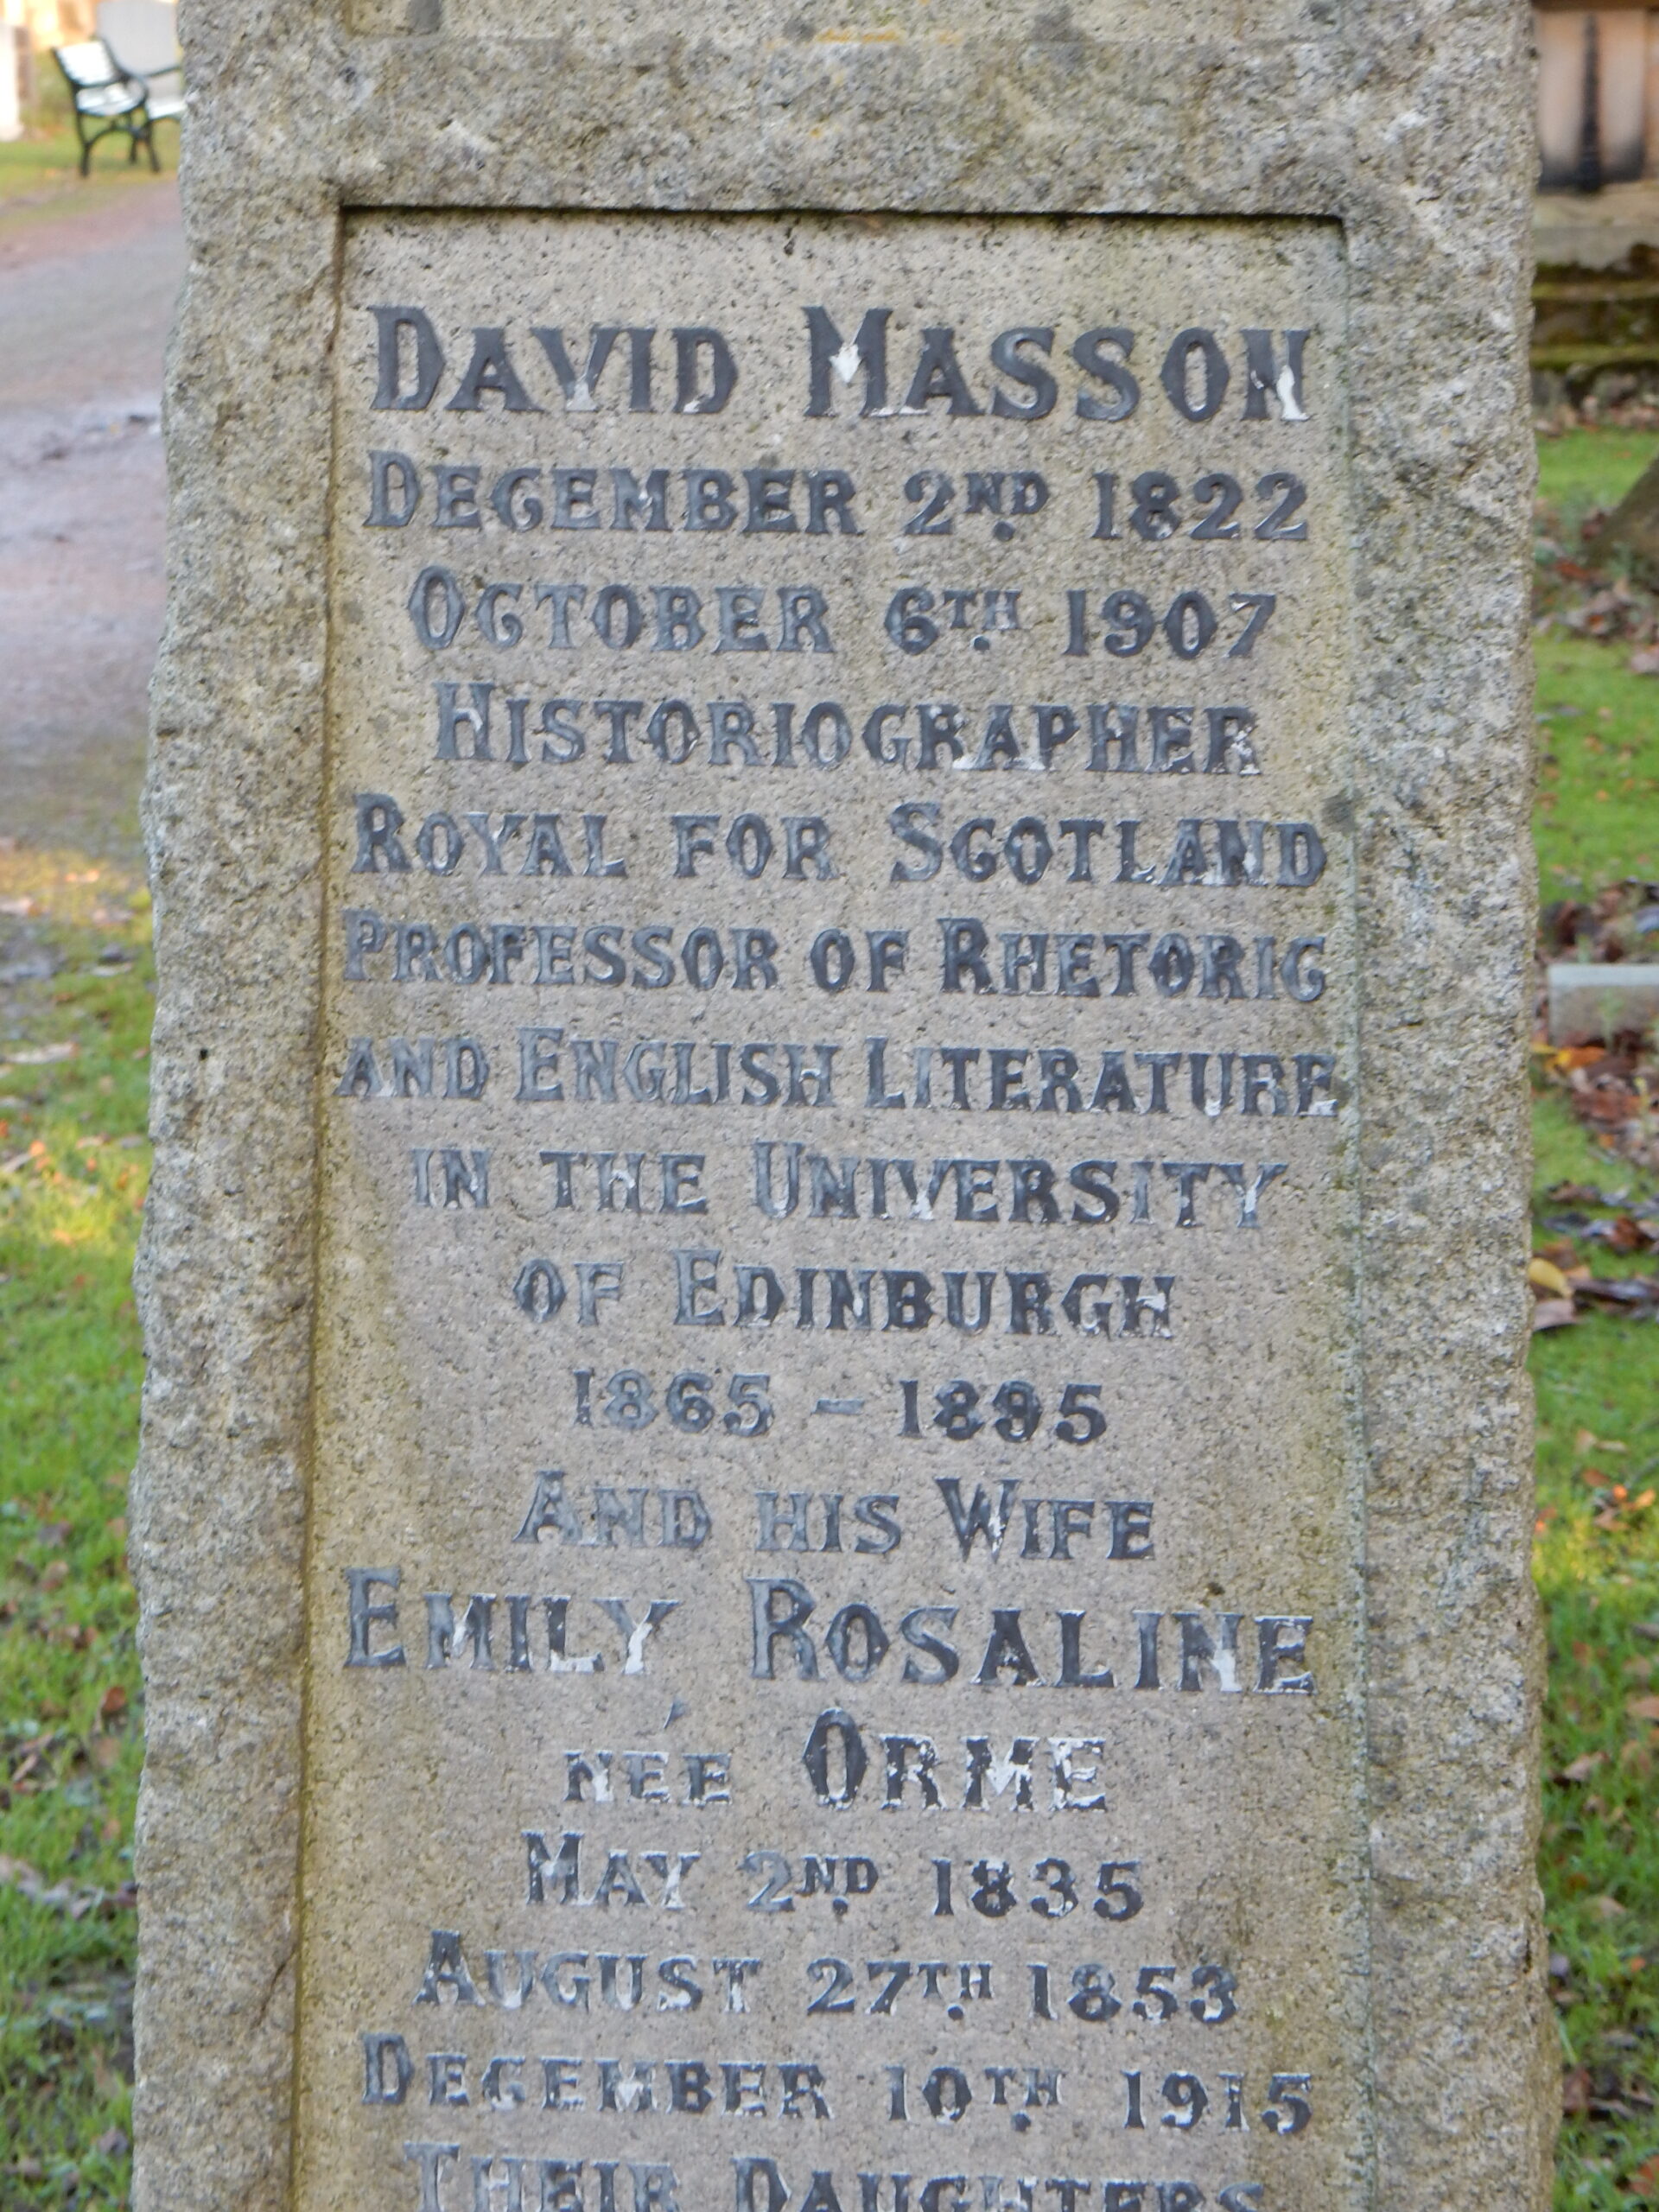 DAVID MASSON
DECEMBER 2ND 1822
OCTOBER 6TH 1907
HISTORIOGRAPHER
ROYAL FOR SCOTLAND
PROFESSOR OF RHETORIC
AND ENGLISH LITERATURE
IN THE UNIVERSITY
OF EDINBURGH
1865 – 1895
AND HIS WIFE
EMILY ROSALINE
NÉE ORME
MAY 2ND 1835
AUGUST 27TH 1853
DECEMBER 10TH 1915
THEIR DAUGHTERS